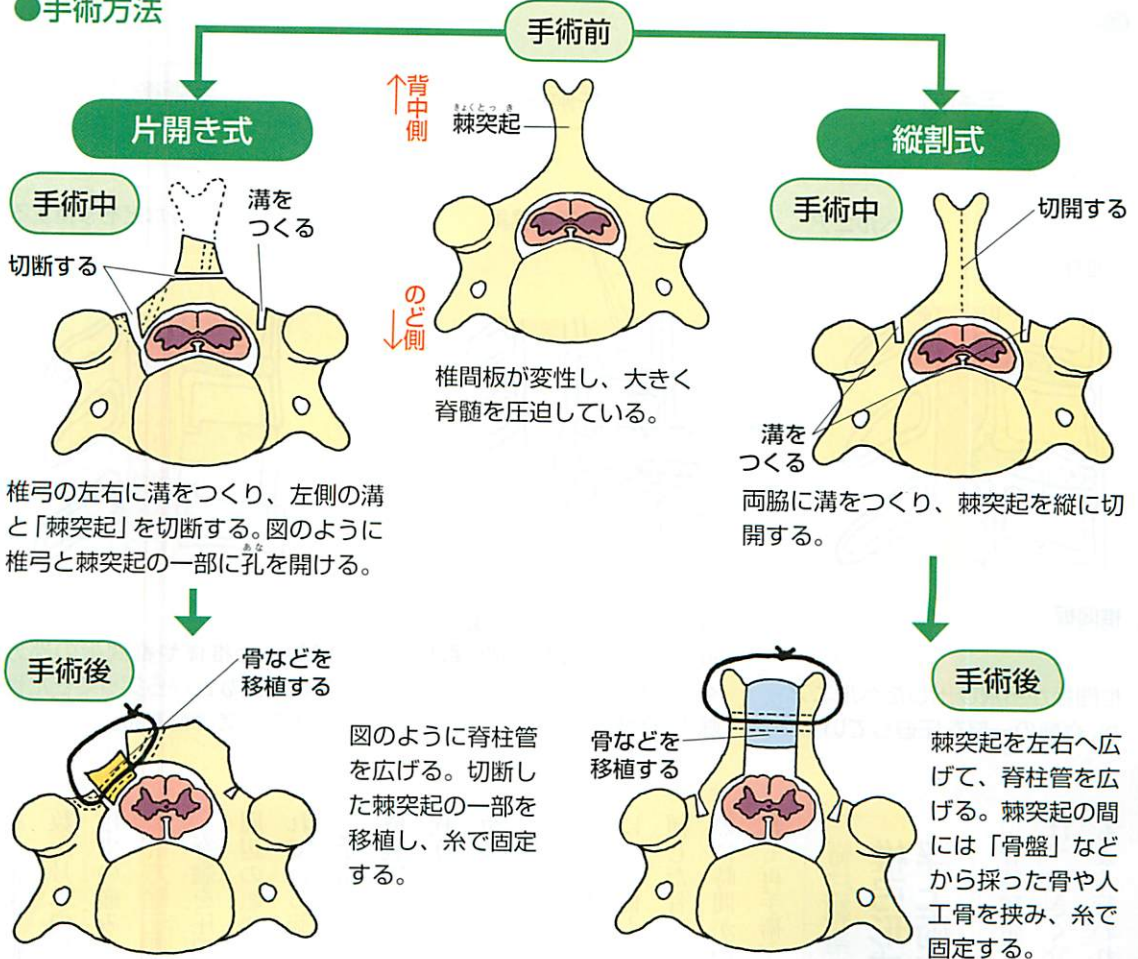 ●手術方法
手術前
片開き式
手術中
溝を
つくる
切断する
椎弓の左右に溝をつくり、左側の溝
と「棘突起」を切断する。図のように
椎弓と棘突起の一部に孔を開ける。
あな
手術後
骨などを
移植する
図のように脊柱管
を広げる。切断し
た棘突起の一部を
移植し、糸で固定
する。
↑背中側
きょくとっき
棘突起
のど側↓
椎間板が変性し、大きく
脊髄を圧迫している。
縦割式
手術中
切開する
溝を
つくる
両脇に溝をつくり、棘突起を縦に切
開する。
手術後
骨などを
移植する
棘突起を左右へ広
げて、脊柱管を広
げる。棘突起の間
には「骨盤」など
から採った骨や人
工骨を挟み、糸で
固定する。